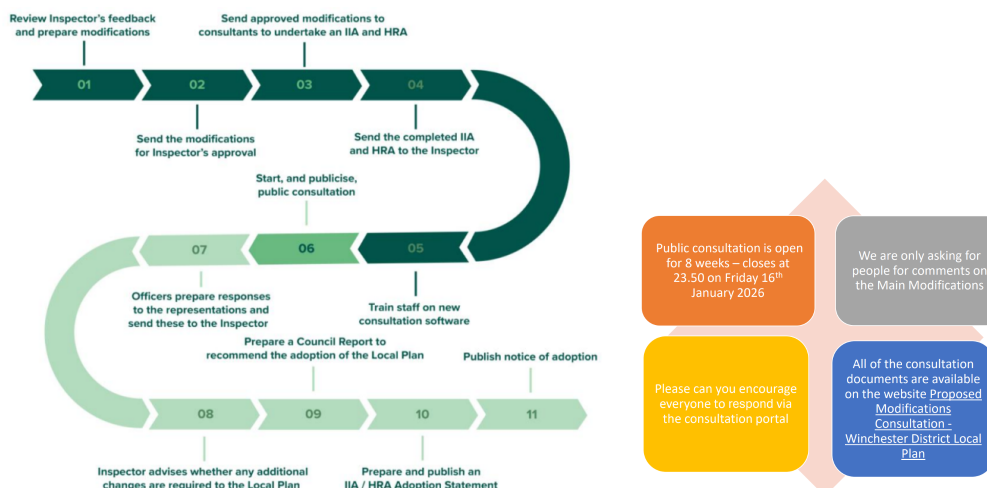 Review Inspector's feedback
and prepare modifications
Send approved modifications to
consultants to undertake an IIA and HRA
01
02
03
04
Send the modifications
for Inspector's approval
Send the completed IIA
and HRA to the Inspector
Start, and publicise,
public consultation
07
06
05
Officers prepare responses
to the representations and
send these to the Inspector
Train staff on new
consultation software
Prepare a Council Report to
recommend the adoption of the Local Plan
Publish notice of adoption
08
09
10
11
Inspector advises whether any additional
changes are required to the Local Plan
Prepare and publish an
IIA / HRA Adoption Statement
Public consultation is open
for 8 weeks – closes at
23.50 on Friday 16th
January 2026
We are only asking for
people for comments on
the Main Modifications
Please can you encourage
everyone to respond via
the consultation portal
All of the consultation
documents are available
on the website Proposed
Modifications
Consultation -
Winchester District Local
Plan